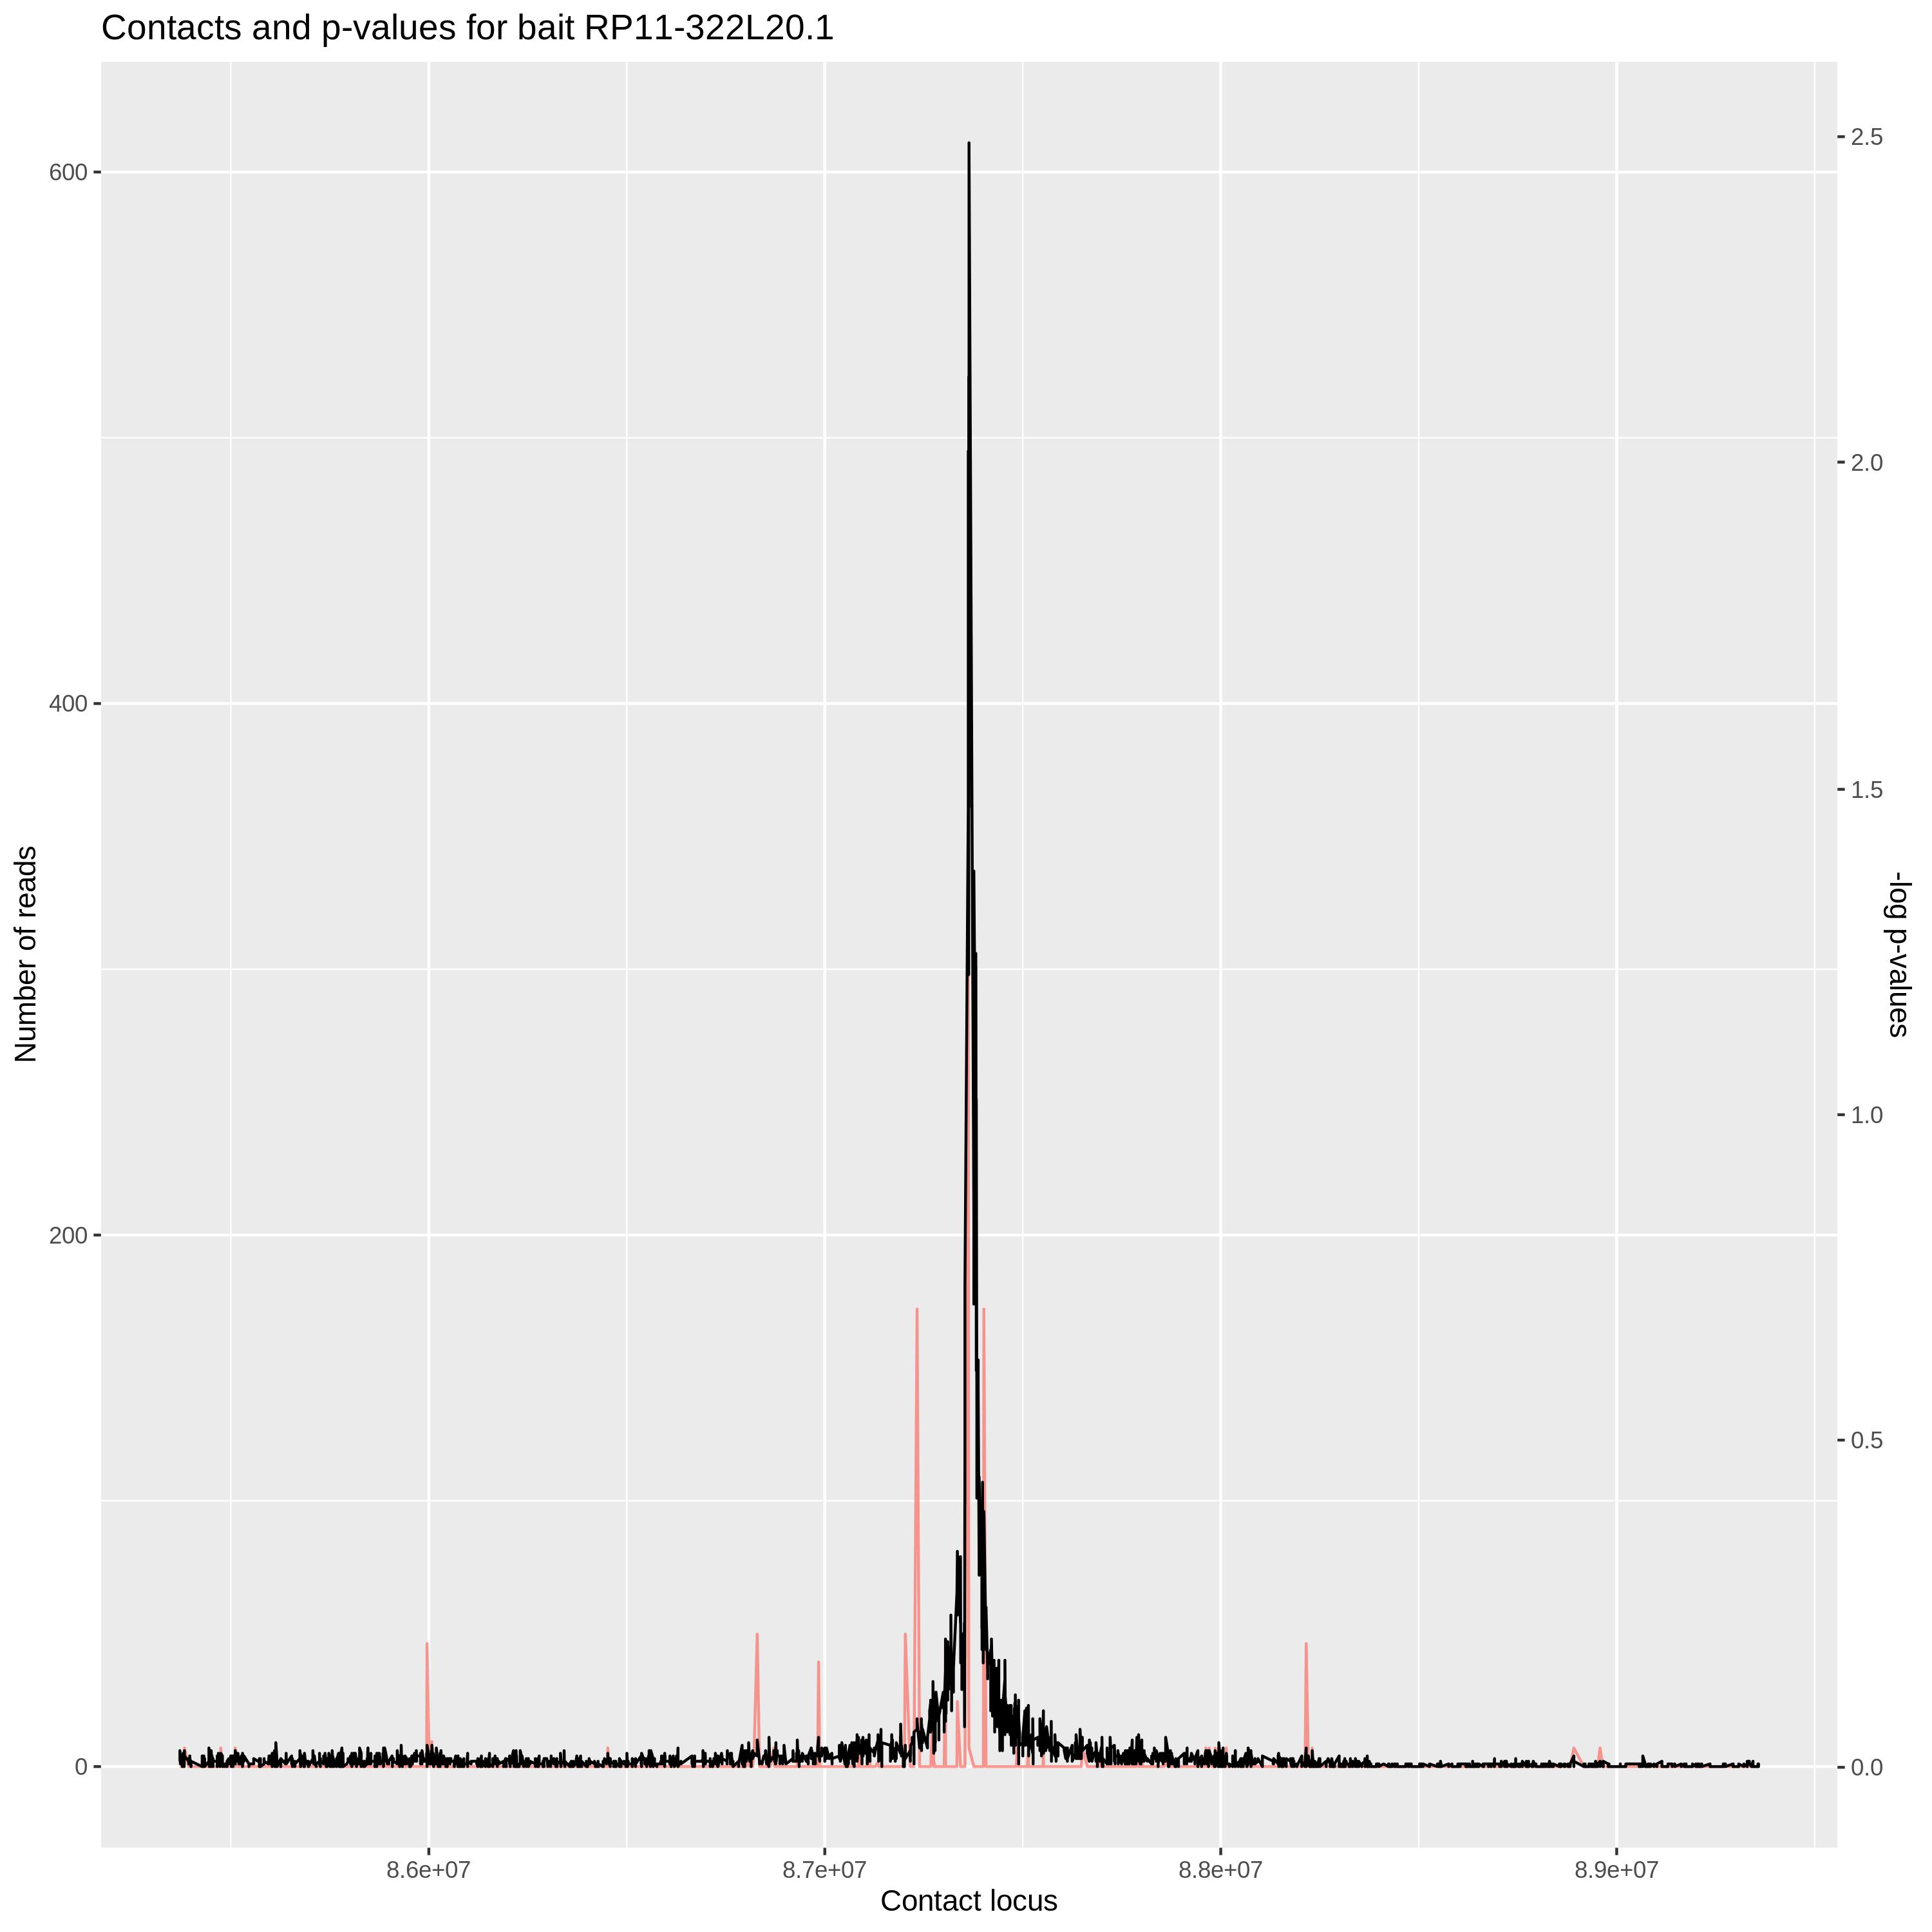 Contacts and p-values for bait RP11-322L20.1
600
400
200
0
Number of reads
2.5
2.0
1.5
1.0
0.5
0.0
-log p-values
8.6e+07
8.7e+07
8.8e+07
8.9e+07
Contact locus